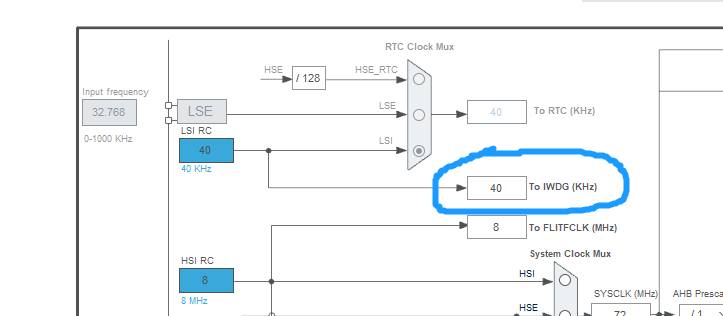 RTC Clock Mux
HSE
/ 128
HSE_RTC
Input frequency
32.768
0-1000 KHz
LSE
LSE
40
To RTC (KHz)
LSI RC
40
40 KHz
LSI
40
To IWDG (KHz)
8
To FLITFCLK (MHz)
System Clock Mux
HSI RC
8
8 MHz
HSI
HSE
SYSCLK (MHz)
72
AHB Presca
/ 1